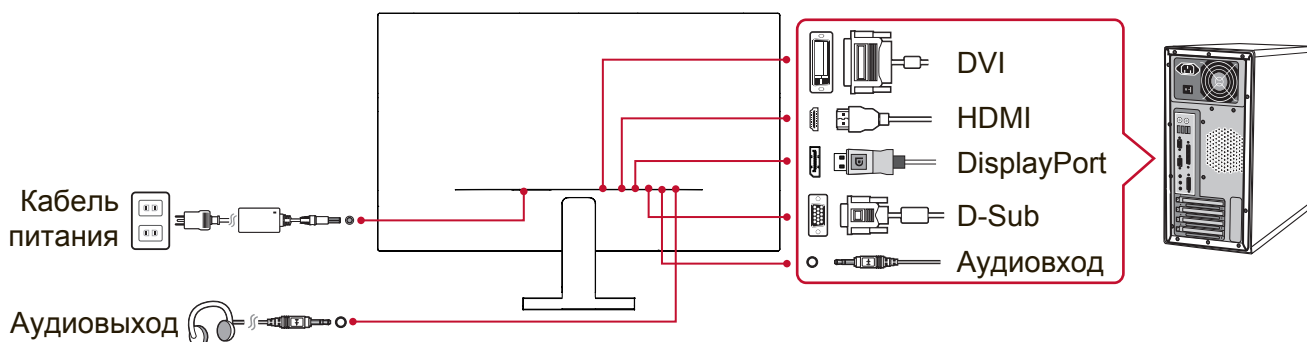 DVI
HDMI
DisplayPort
D-Sub
Аудиовход
Кабель
питания
Аудиовыход